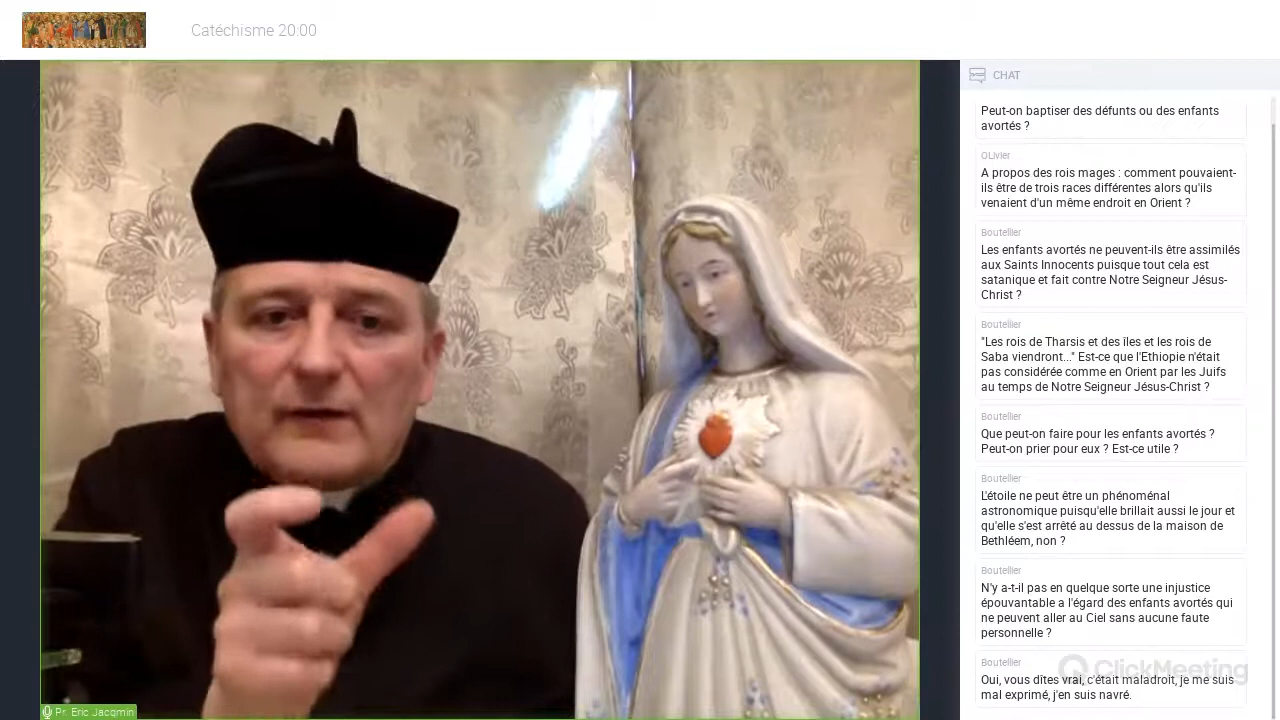 Catéchisme 20:00
CHAT
Peut-on baptiser des défunts ou des enfants
avortés ?
OLivier
A propos des rois mages : comment pouvaient-
ils être de trois races différentes alors qu'ils
venaient d'un même endroit en Orient ?
Boutellier
Les enfants avortés ne peuvent-ils être assimilés
aux Saints Innocents puisque tout cela est
satanique et fait contre Notre Seigneur Jésus-
Christ ?
Boutellier
"Les rois de Tharsis et des îles et les rois de
Saba viendront..." Est-ce que l'Ethiopie n'était
pas considérée comme en Orient par les Juifs
au temps de Notre Seigneur Jésus-Christ ?
Boutellier
Que peut-on faire pour les enfants avortés ?
Peut-on prier pour eux ? Est-ce utile ?
Boutellier
L'étoile ne peut être un phénoménal
astronomique puisqu'elle brillait aussi le jour et
qu'elle s'est arrêté au dessus de la maison de
Bethléem, non ?
Boutellier
N'y a-t-il pas en quelque sorte une injustice
épouvantable a l'égard des enfants avortés qui
ne peuvent aller au Ciel sans aucune faute
personnelle ?
Boutellier
Oui, vous dites vrai, c'était maladroit, je me suis
mal exprimé, j'en suis navré.
ClickMeeting
Pr. Eric Jacqmin